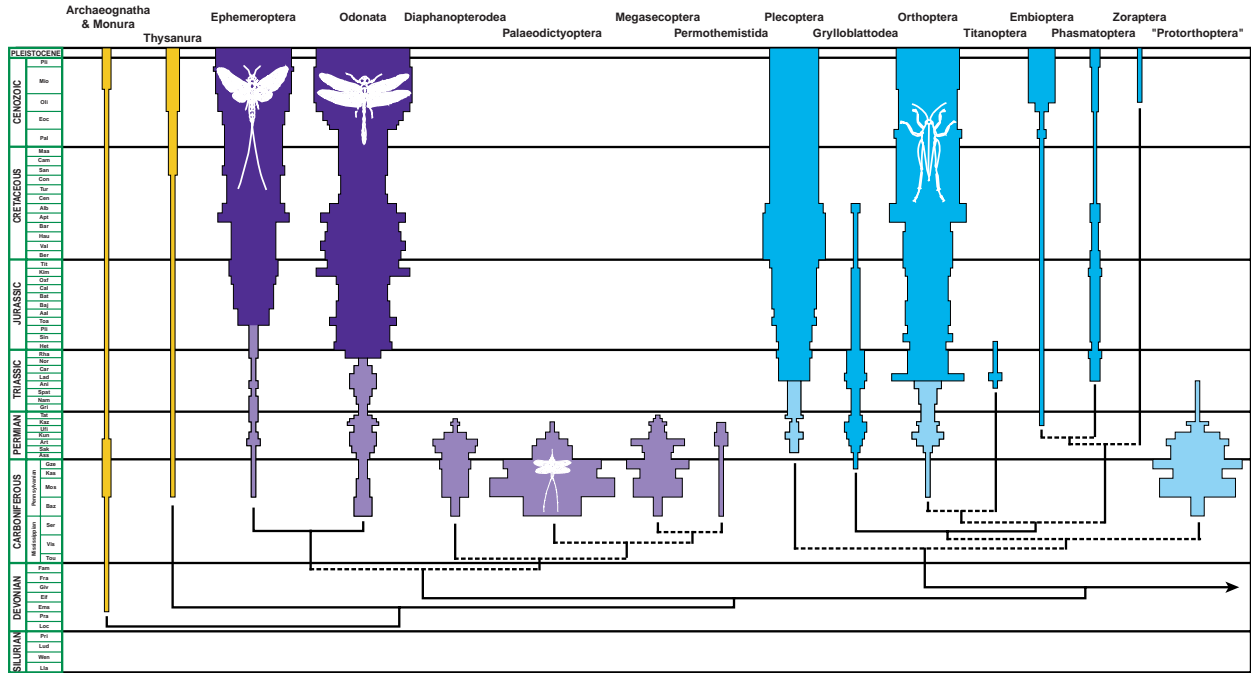 Archaeognatha
& Monura
Thysanura
Ephemeroptera
Odonata
Diaphanopterodea
Palaeodictyoptera
Megasecoptera
Permothemistida
Plecoptera
Grylloblattodea
Orthoptera
Titanoptera
Embioptera
Phasmatoptera
Zoraptera
"Protorthoptera"
PLEISTOCENE
CENOZOIC
Pli
Mio
Oli
Eoc
Pal
CRETACEOUS
Maa
Cam
San
Con
Tur
Cen
Alb
Apt
Bar
Hau
Val
Ber
JURASSIC
Tit
Kim
Oxf
Cal
Bat
Baj
Aal
Toa
Pli
Sin
Het
TRIASSIC
Rha
Nor
Car
Lad
Ani
Spat
Nam
Gri
PERMIAN
Tat
Kaz
Ufi
Kun
Art
Sak
Ass
CARBONIFEROUS
Pennsylvanian
Gze
Kas
Mos
Baz
Mississippian
Ser
Vis
Tou
DEVONIAN
Fam
Fra
Giv
Eif
Ems
Pra
Loc
SILURIAN
Pri
Lud
Wen
Lla